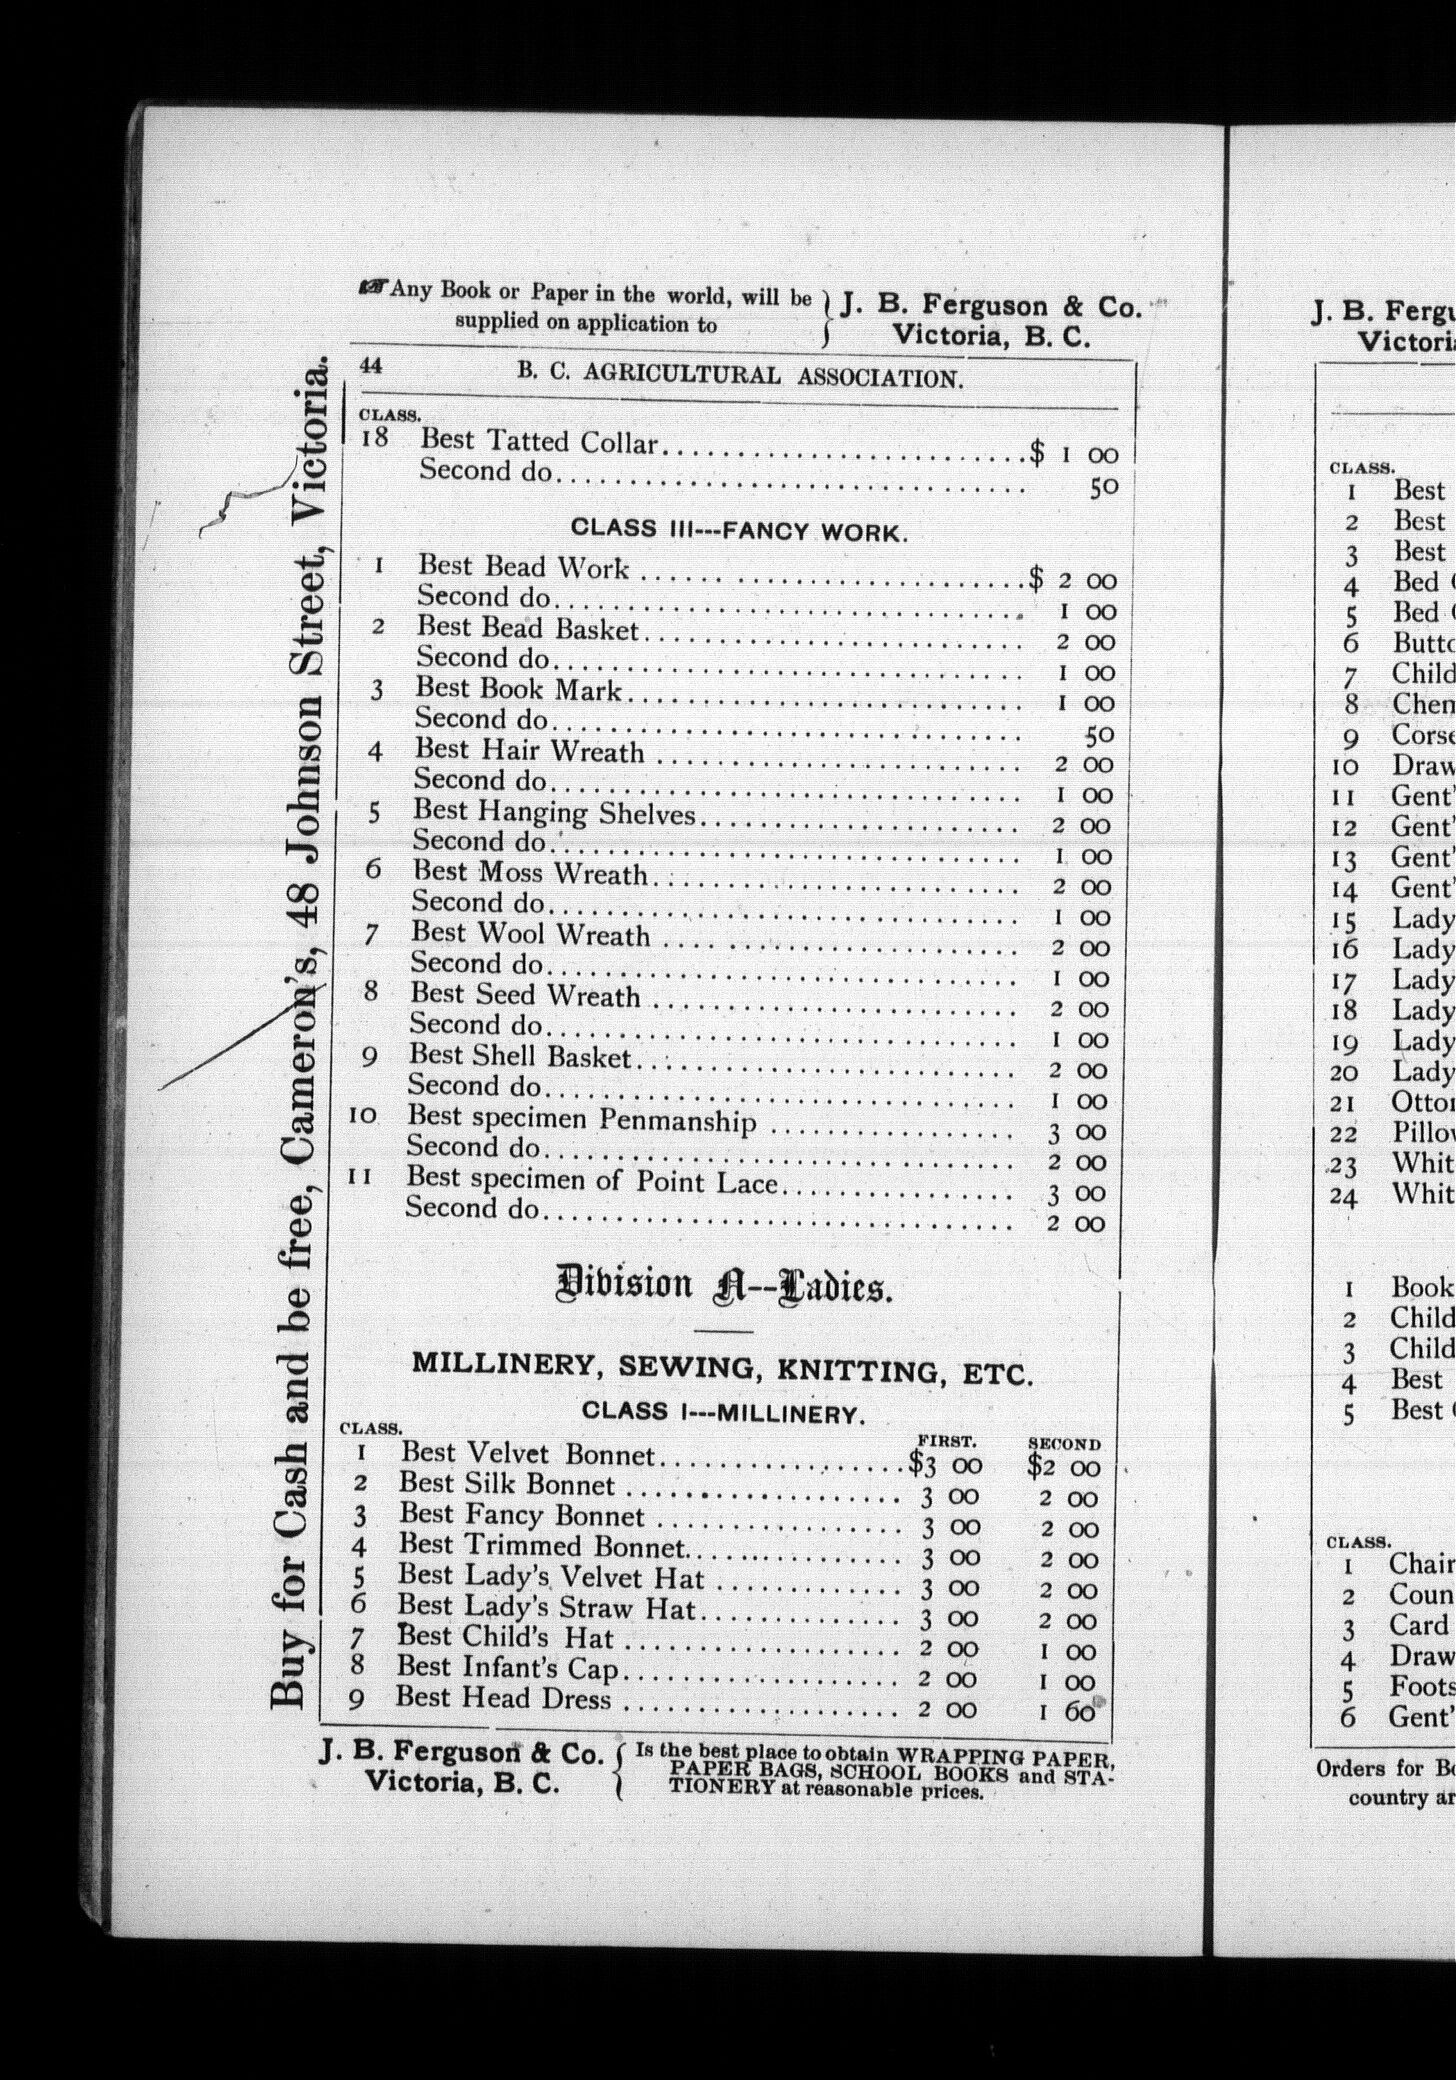 Any Book or Paper in the world, will be
supplied on application to
J. B. Ferguson & Co.
Victoria, B. C.
44 B. C. AGRICULTURAL ASSOCIATION.
CLASS.
18 Best Tatted Collar........................$ 1 00
Second do................................ 50
CLASS III---FANCY WORK.
1 Best Bead Work ..........................$ 2 00
Second do................................ 1 00
2 Best Bead Basket.......................... 2 00
Second do................................ 1 00
3 Best Book Mark........................... 1 00
Second do................................ 50
4 Best Hair Wreath ......................... 2 00
Second do................................ 1 00
5 Best Hanging Shelves...................... 2 00
Second do................................ 1 00
6 Best Moss Wreath......................... 2 00
Second do................................ 1 00
7 Best Wool Wreath ........................ 2 00
Second do................................ 1 00
8 Best Seed Wreath ......................... 2 00
Second do................................ 1 00
9 Best Shell Basket.......................... 2 00
Second do................................ 1 00
10 Best specimen Penmanship ................. 3 00
Second do................................ 2 00
11 Best specimen of Point Lace................ 3 00
Second do................................ 2 00
Division N--Ladies.
MILLINERY, SEWING, KNITTING, ETC.
CLASS I---MILLINERY.
CLASS. FIRST. SECOND
1 Best Velvet Bonnet.................$3 00 $2 00
2 Best Silk Bonnet ................... 3 00 2 00
3 Best Fancy Bonnet ................. 3 00 2 00
4 Best Trimmed Bonnet............... 3 00 2 00
5 Best Lady's Velvet Hat ............. 3 00 2 00
6 Best Lady's Straw Hat.............. 3 00 2 00
7 Best Child's Hat ................... 2 00 1 00
8 Best Infant's Cap................... 2 00 1 00
9 Best Head Dress ................... 2 00 1 60
J. B. Ferguson & Co.
Victoria, B. C.
Is the best place to obtain WRAPPING PAPER,
PAPER BAGS, SCHOOL BOOKS and STA-
TIONERY at reasonable prices.
Buy for Cash and be free, Cameron's, 48 Johnson Street, Victoria.
J. B. Fergu
Victori
CLASS.
1 Best
2 Best
3 Best
4 Bed
5 Bed
6 Butto
7 Child
8 Chem
9 Corse
10 Draw
11 Gent'
12 Gent'
13 Gent'
14 Gent'
15 Lady
16 Lady
17 Lady
18 Lady
19 Lady
20 Lady
21 Otto
22 Pillo
23 Whit
24 Whit
1 Book
2 Child
3 Child
4 Best
5 Best
CLASS.
1 Chair
2 Coun
3 Card
4 Draw
5 Foots
6 Gent'
Orders for B
country ar